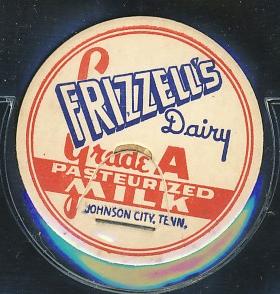 FRIZZELL'S
Dairy
Grade A
PASTEURIZED
MILK
JOHNSON CITY, TENN.